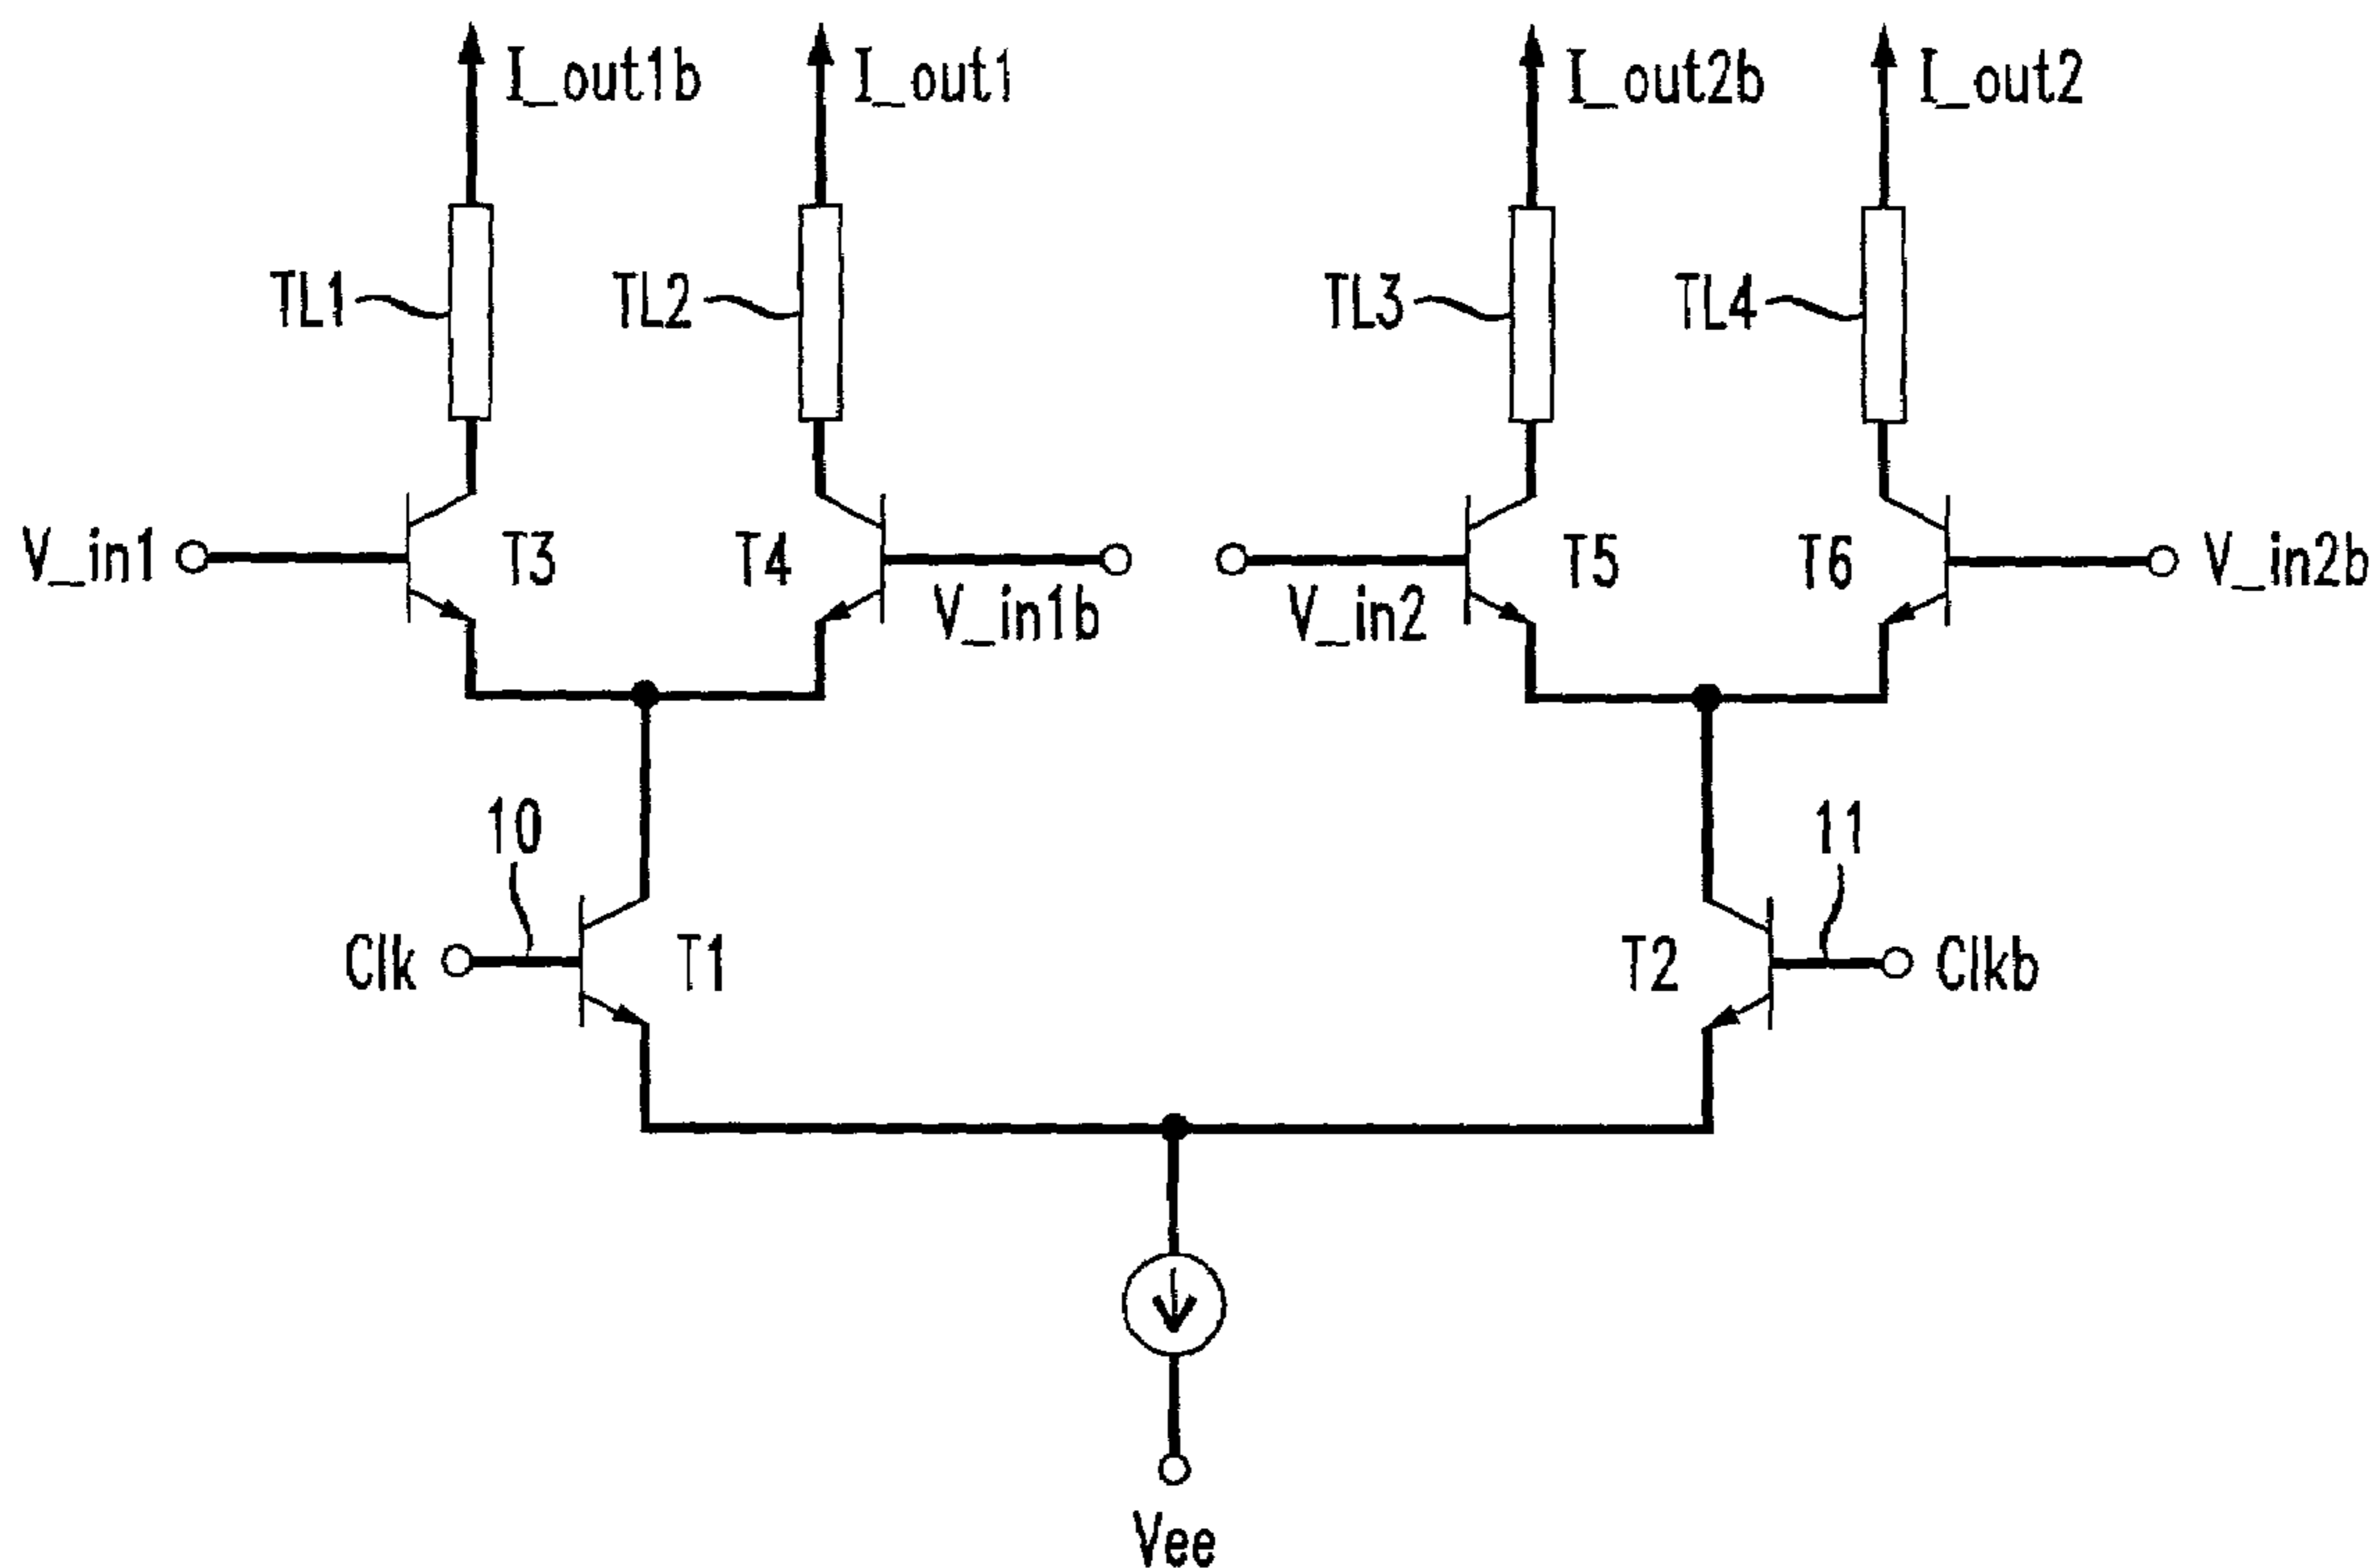 I_out1b
I_out1
I_out2b
I_out2
TL1
TL2
TL3
TL4
V_in1
T3
T4
V_in1b
V_in2
T5
T6
V_in2b
10
11
Clk
T1
T2
Clkb
Vee